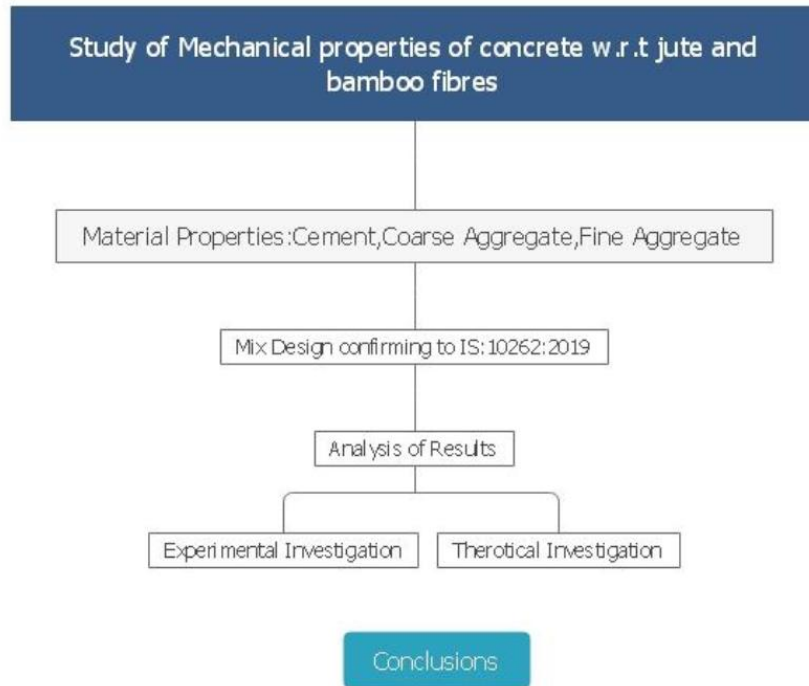 Study of Mechanical properties of concrete w.r.t jute and
bamboo fibres
Material Properties:Cement,Coarse Aggregate,Fine Aggregate
Mix Design confirming to IS:10262:2019
Analysis of Results
Experimental Investigation
Therotical Investigation
Conclusions